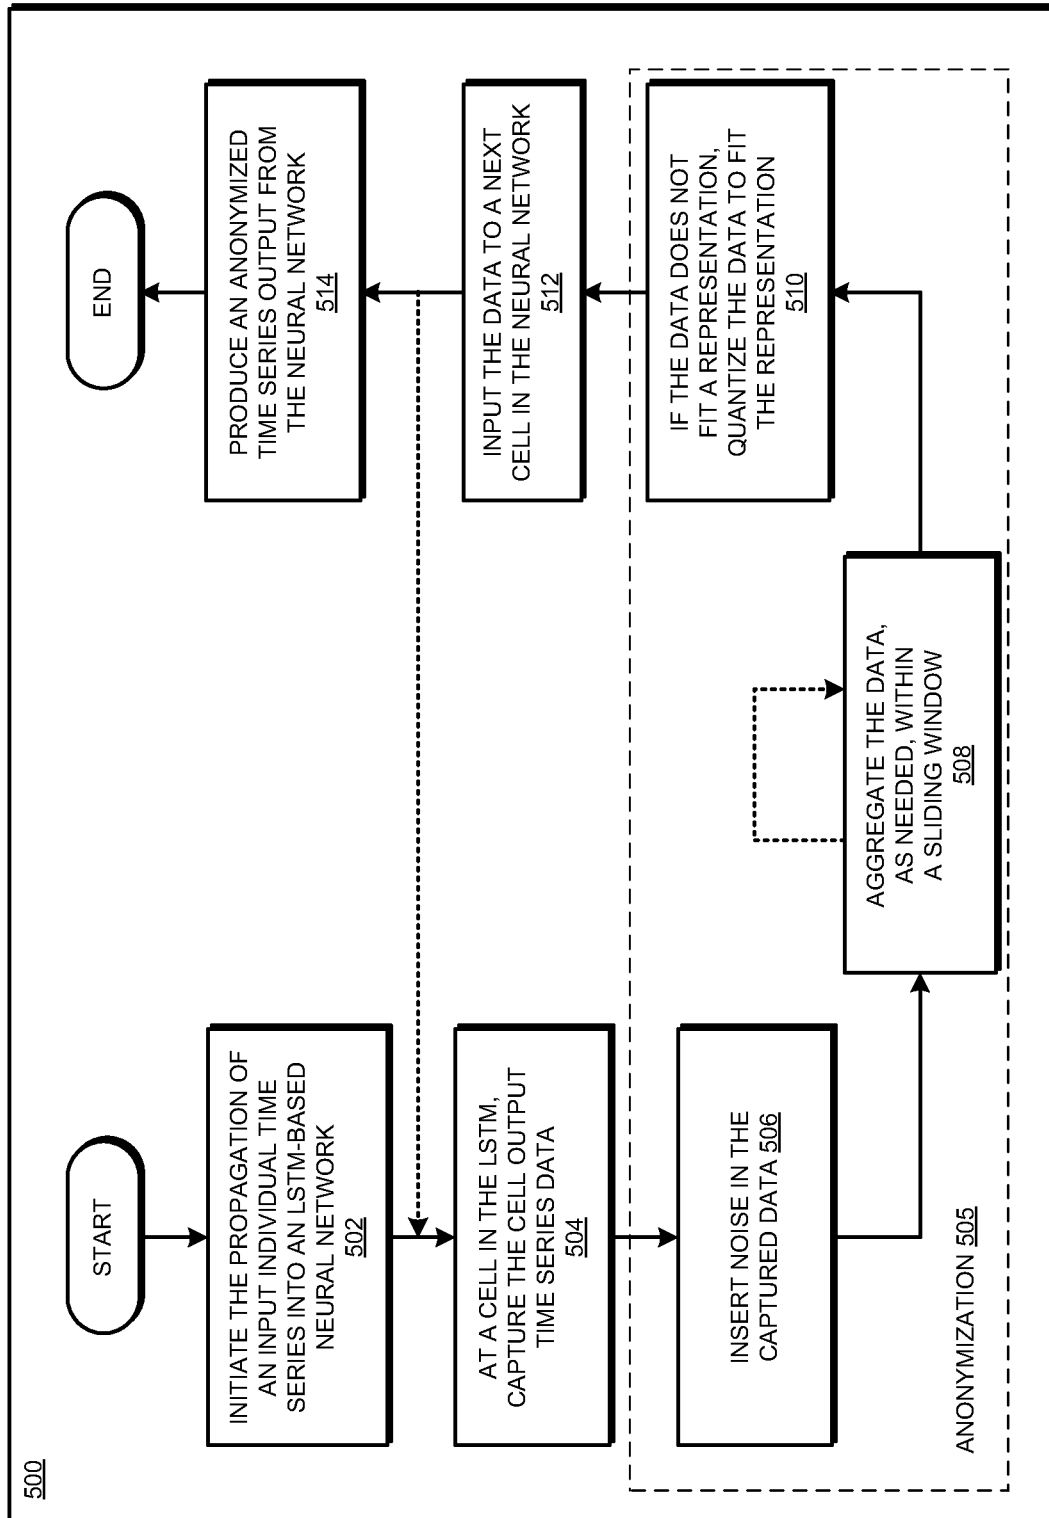 500
START
INITIATE THE PROPAGATION OF
AN INPUT INDIVIDUAL TIME
SERIES INTO AN LSTM-BASED
NEURAL NETWORK
502
AT A CELL IN THE LSTM,
CAPTURE THE CELL OUTPUT
TIME SERIES DATA
504
INSERT NOISE IN THE
CAPTURED DATA 506
ANONYMIZATION 505
AGGREGATE THE DATA,
AS NEEDED, WITHIN
A SLIDING WINDOW
508
IF THE DATA DOES NOT
FIT A REPRESENTATION,
QUANTIZE THE DATA TO FIT
THE REPRESENTATION
510
INPUT THE DATA TO A NEXT
CELL IN THE NEURAL NETWORK
512
PRODUCE AN ANONYMIZED
TIME SERIES OUTPUT FROM
THE NEURAL NETWORK
514
END